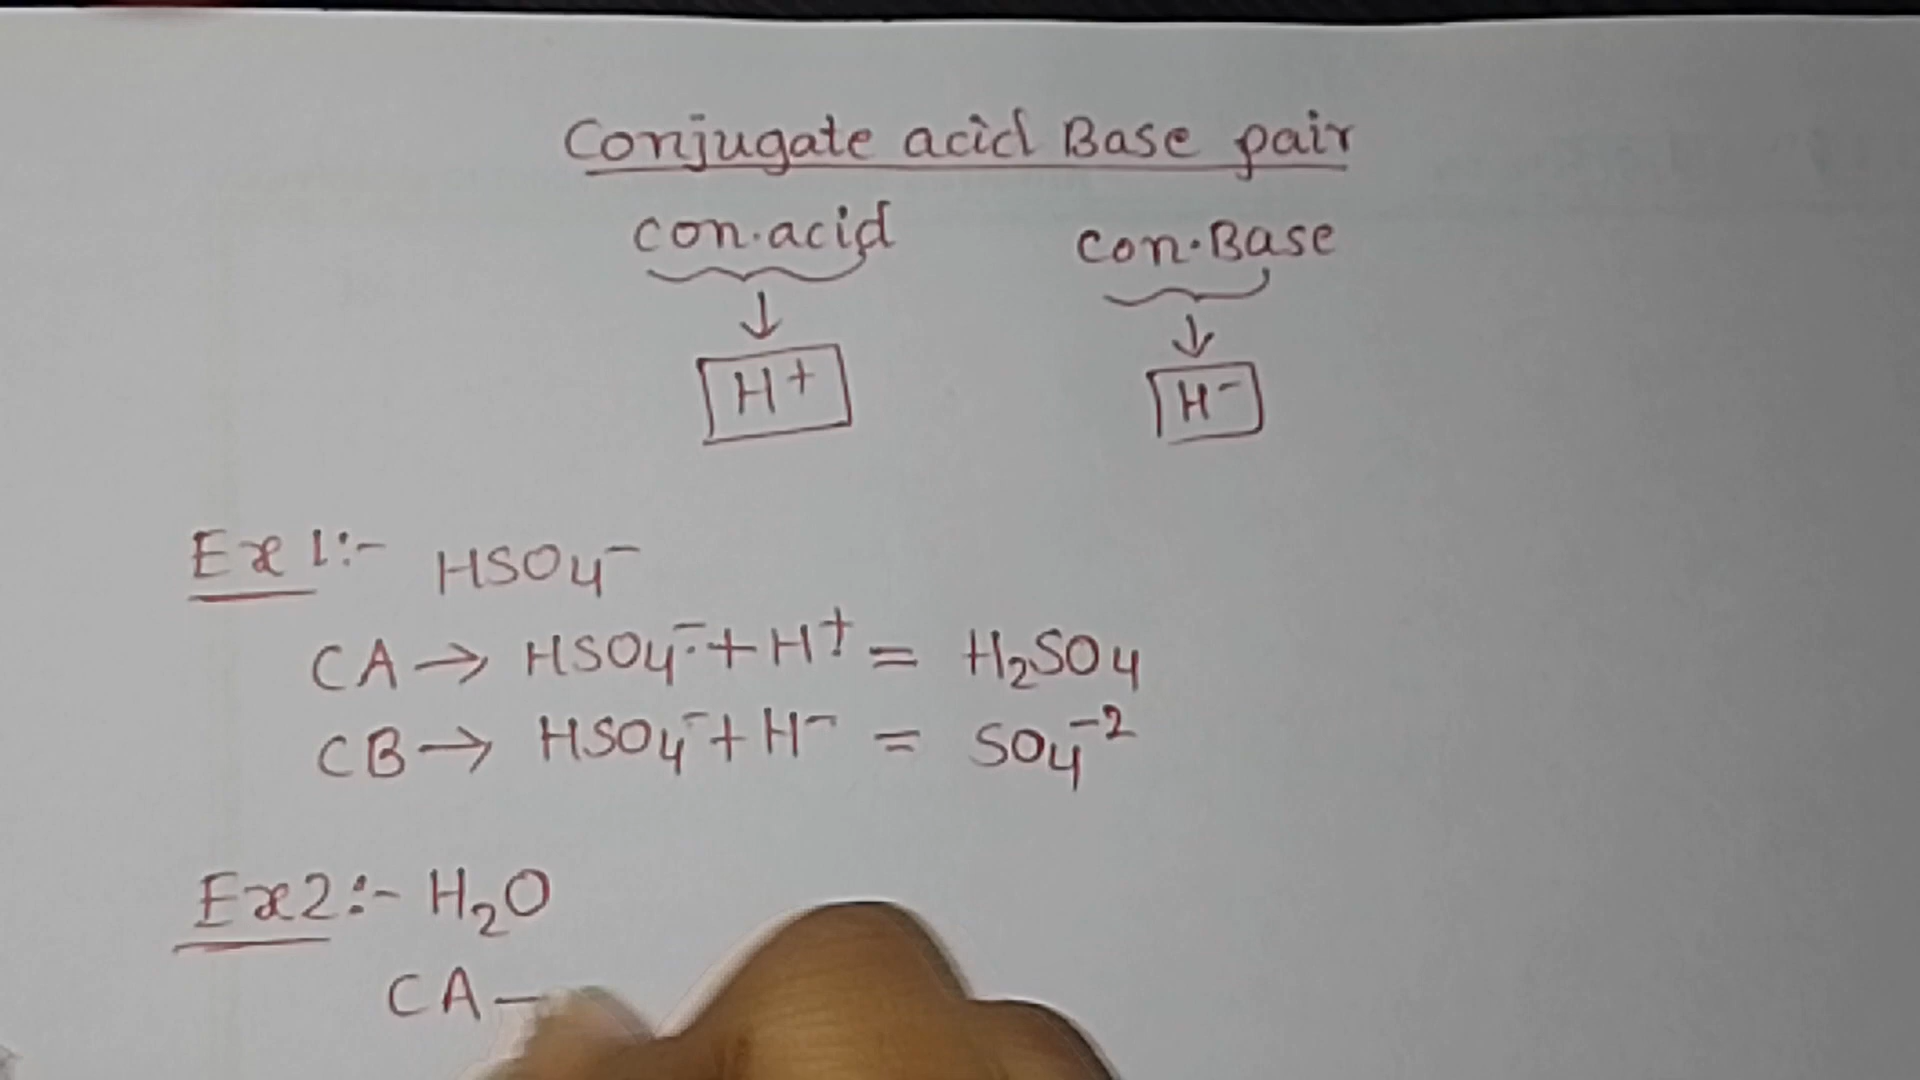 Conjugate acid Base pair
con.acid con.Base
↓ ↓
H⁺ H⁻
Ex 1:- HSO₄⁻
CA → HSO₄⁻ + H⁺ = H₂SO₄
CB → HSO₄⁻ + H⁻ = SO₄⁻²
Ex2:- H₂O
CA -